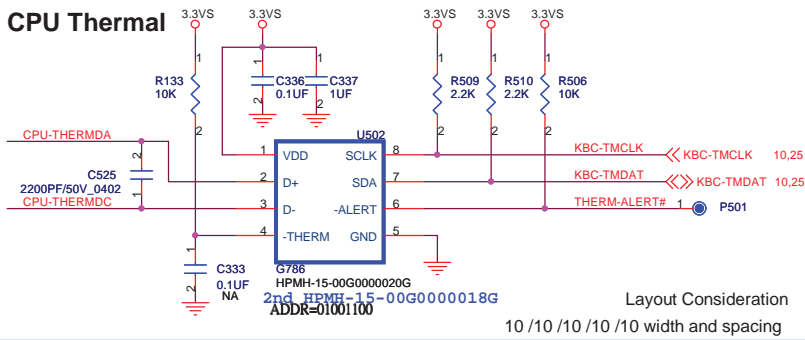 CPU Thermal
3.3VS 3.3VS 3.3VS 3.3VS 3.3VS
1 1 1 1 1 1
R133
10K
C336
0.1UF
C337
1UF
R509
2.2K
R510
2.2K
R506
10K
2 2 2 2 2 2
U502
CPU-THERMDA
C525
2200PF/50V_0402
2
1
CPU-THERMDC
1 VDD SCLK 8
2 D+ SDA 7
3 D- -ALERT 6
4 -THERM GND 5
KBC-TMCLK KBC-TMCLK 10,25
KBC-TMDAT KBC-TMDAT 10,25
THERM-ALERT# 1 P501
1
C333
0.1UF
NA
2
G786
HPMH-15-00G0000020G
2nd HPMH-15-00G0000018G
ADDR=01001100
Layout Consideration
10 /10 /10 /10 /10 width and spacing